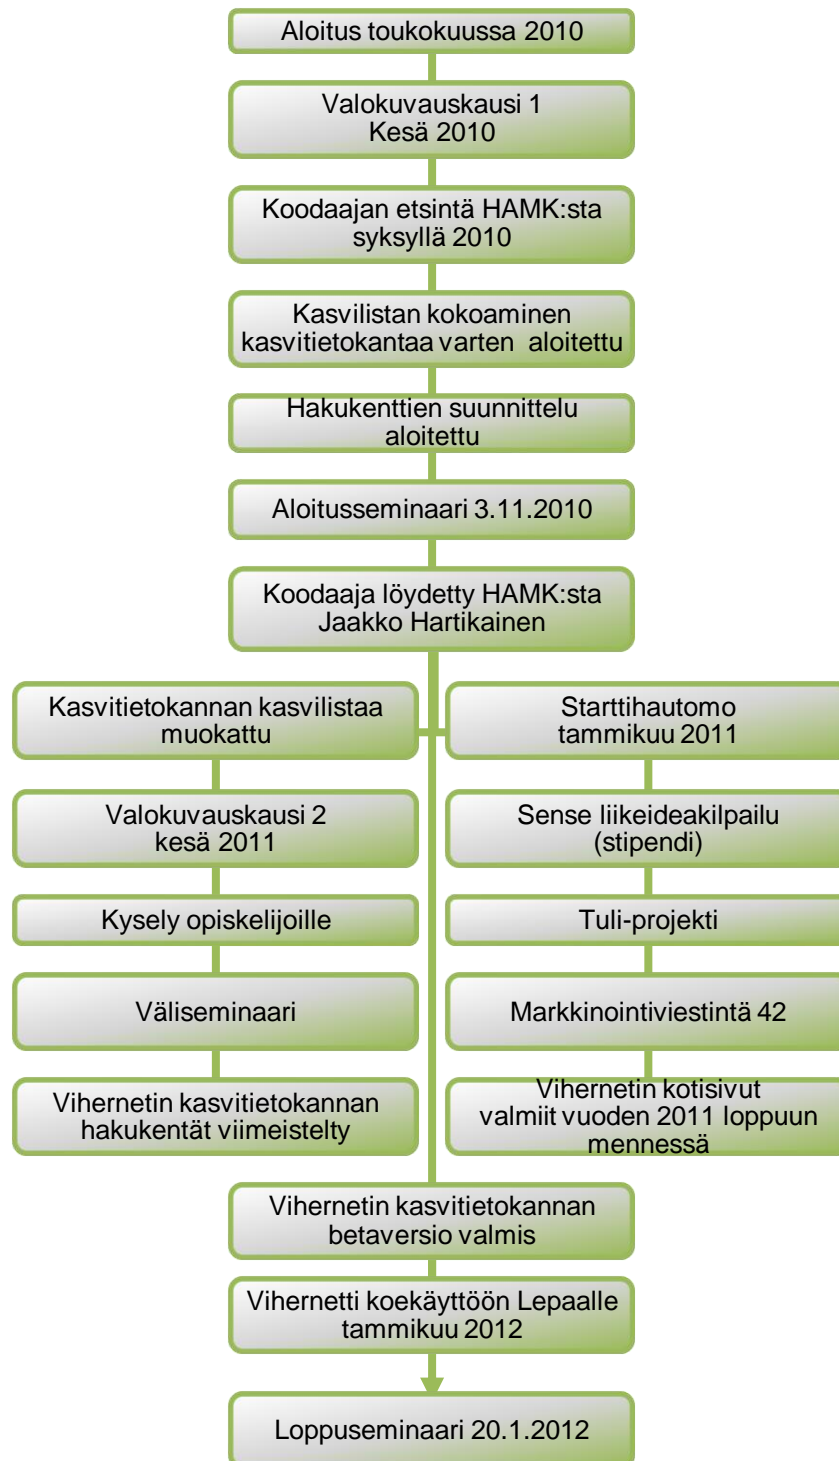 Aloitus toukokuussa 2010
Valokuvauskausi 1
Kesä 2010
Koodaajan etsintä HAMK:sta
syksyllä 2010
Kasvilistan kokoaminen
kasvitietokantaa varten aloitettu
Hakukenttien suunnittelu
aloitettu
Aloitusseminaari 3.11.2010
Koodaaja löydetty HAMK:sta
Jaakko Hartikainen
Kasvitietokannan kasvilistaa
muokattu
Valokuvauskausi 2
kesä 2011
Kysely opiskelijoille
Väliseminaari
Vihernetin kasvitietokannan
hakukentät viimeistelty
Starttihautomo
tammikuu 2011
Sense liikeideakilpailu
(stipendi)
Tuli-projekti
Markkinointiviestintä 42
Vihernetin kotisivut
valmiit vuoden 2011 loppuun
mennessä
Vihernetin kasvitietokannan
betaversio valmis
Vihernetti koekäyttöön Lepaalle
tammikuu 2012
Loppuseminaari 20.1.2012